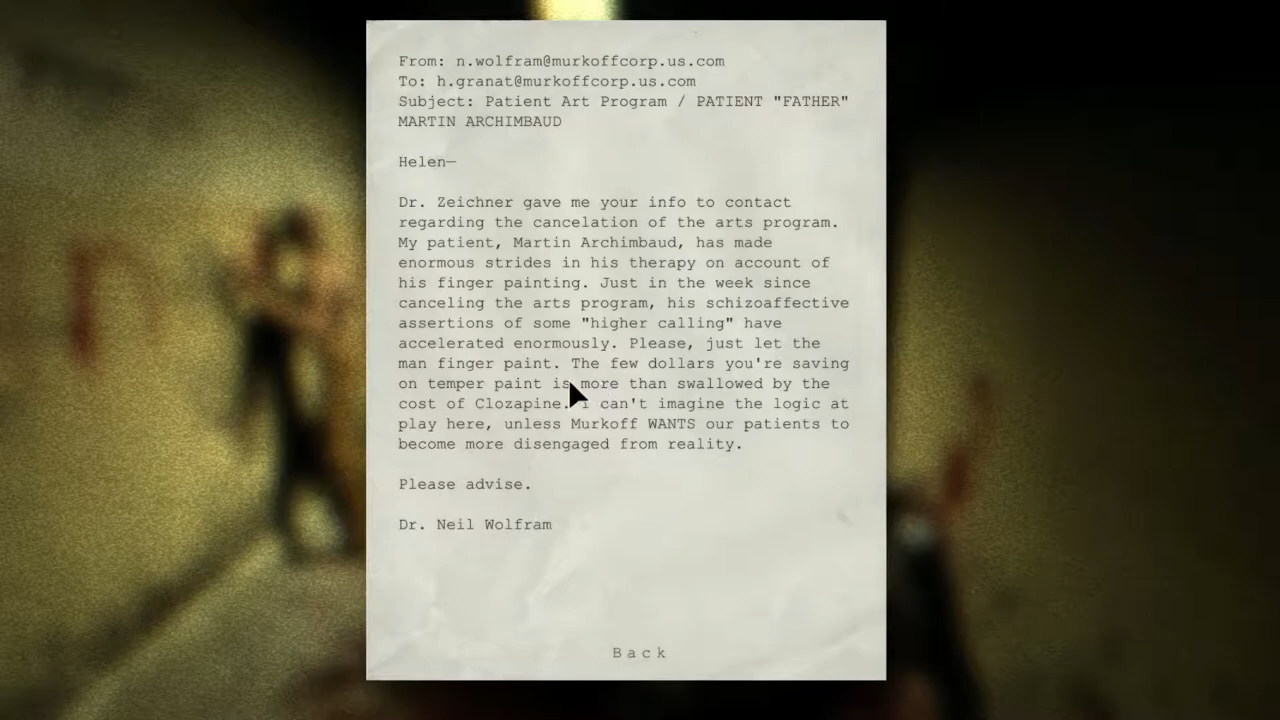 From: n.wolfram@murkoffcorp.us.com
To: h.granat@murkoffcorp.us.com
Subject: Patient Art Program / PATIENT "FATHER"
MARTIN ARCHIMBAUD
Helen—
Dr. Zeichner gave me your info to contact
regarding the cancelation of the arts program.
My patient, Martin Archimbaud, has made
enormous strides in his therapy on account of
his finger painting. Just in the week since
canceling the arts program, his schizoaffective
assertions of some "higher calling" have
accelerated enormously. Please, just let the
man finger paint. The few dollars you're saving
on temper paint is more than swallowed by the
cost of Clozapine. I can't imagine the logic at
play here, unless Murkoff WANTS our patients to
become more disengaged from reality.
Please advise.
Dr. Neil Wolfram
Back